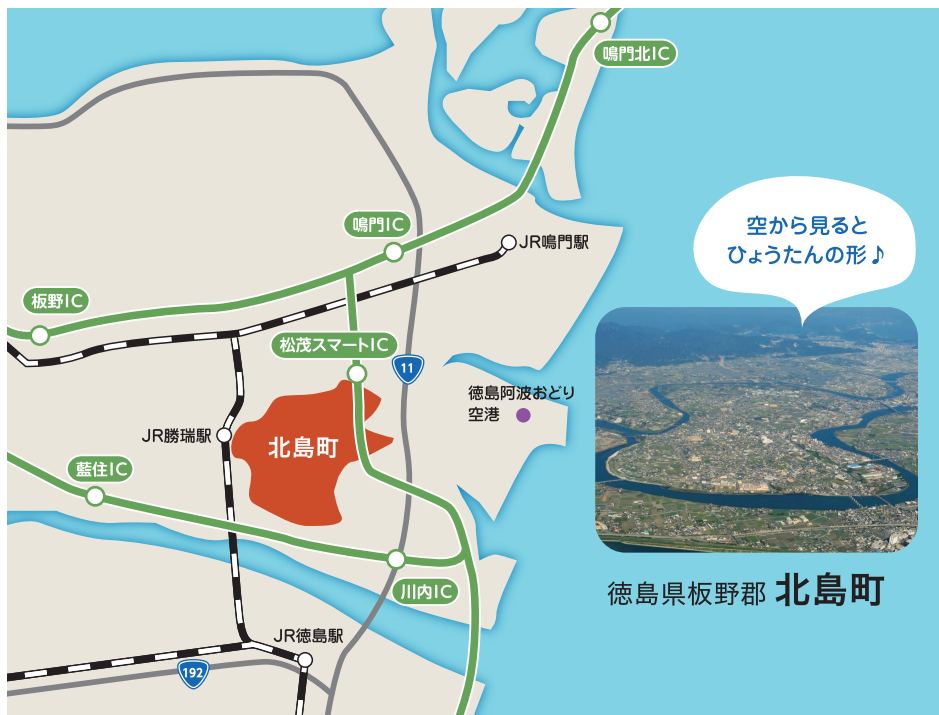 鳴門北IC
空から見ると
ひょうたんの形♪
鳴門IC
JR鳴門駅
板野IC
松茂スマートIC
11
徳島阿波おどり
空港
JR勝瑞駅
北島町
藍住IC
川内IC
徳島県板野郡 北島町
JR徳島駅
192